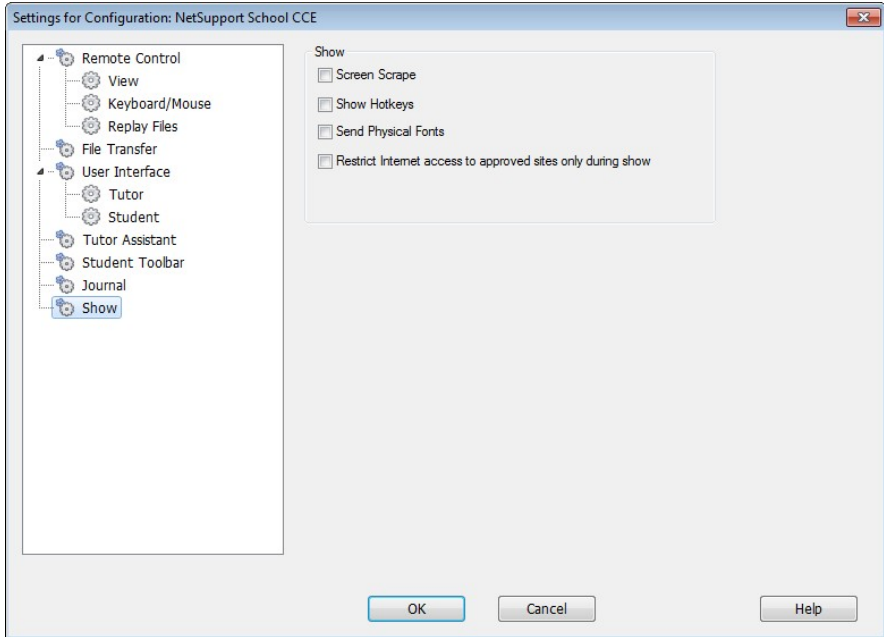 Settings for Configuration: NetSupport School CCE
Remote Control
View
Keyboard/Mouse
Replay Files
File Transfer
User Interface
Tutor
Student
Tutor Assistant
Student Toolbar
Journal
Show
Show
Screen Scrape
Show Hotkeys
Send Physical Fonts
Restrict Internet access to approved sites only during show
OK
Cancel
Help